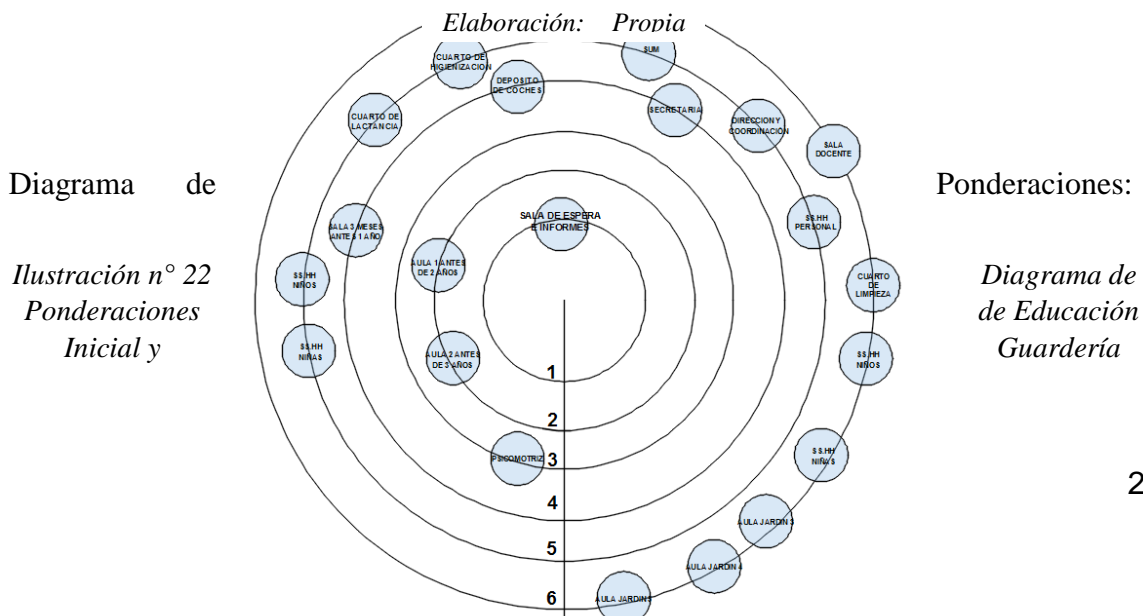 Elaboración: Propia
Diagrama de Ponderaciones:
Ilustración n° 22 Diagrama de
Ponderaciones de Educación
Inicial y Guardería
SUM
CUARTO DE
HIGIENIZACION
DEPOSITO
DE COCHES
SECRETARIA
CUARTO DE
LACTANCIA
DIRECCION Y
COORDINACIÓN
SALA
DOCENTE
SALA DE ESPERA
E INFORMES
SALA 3 MESES
ANTES 1 AÑO
SS.HH
PERSONAL
AULA 1 ANTES
DE 2 AÑOS
SS.HH
NIÑOS
CUARTO
DE
LIMPIEZA
SS.HH
NIÑAS
AULA 2 ANTES
DE 3 AÑOS
SS.HH
NIÑOS
1
2
3
PSICOMOTRIZ
SS.HH
NIÑAS
2
4
AULA JARDIN 3
5
AULA JARDIN 4
6
AULA JARDIN5